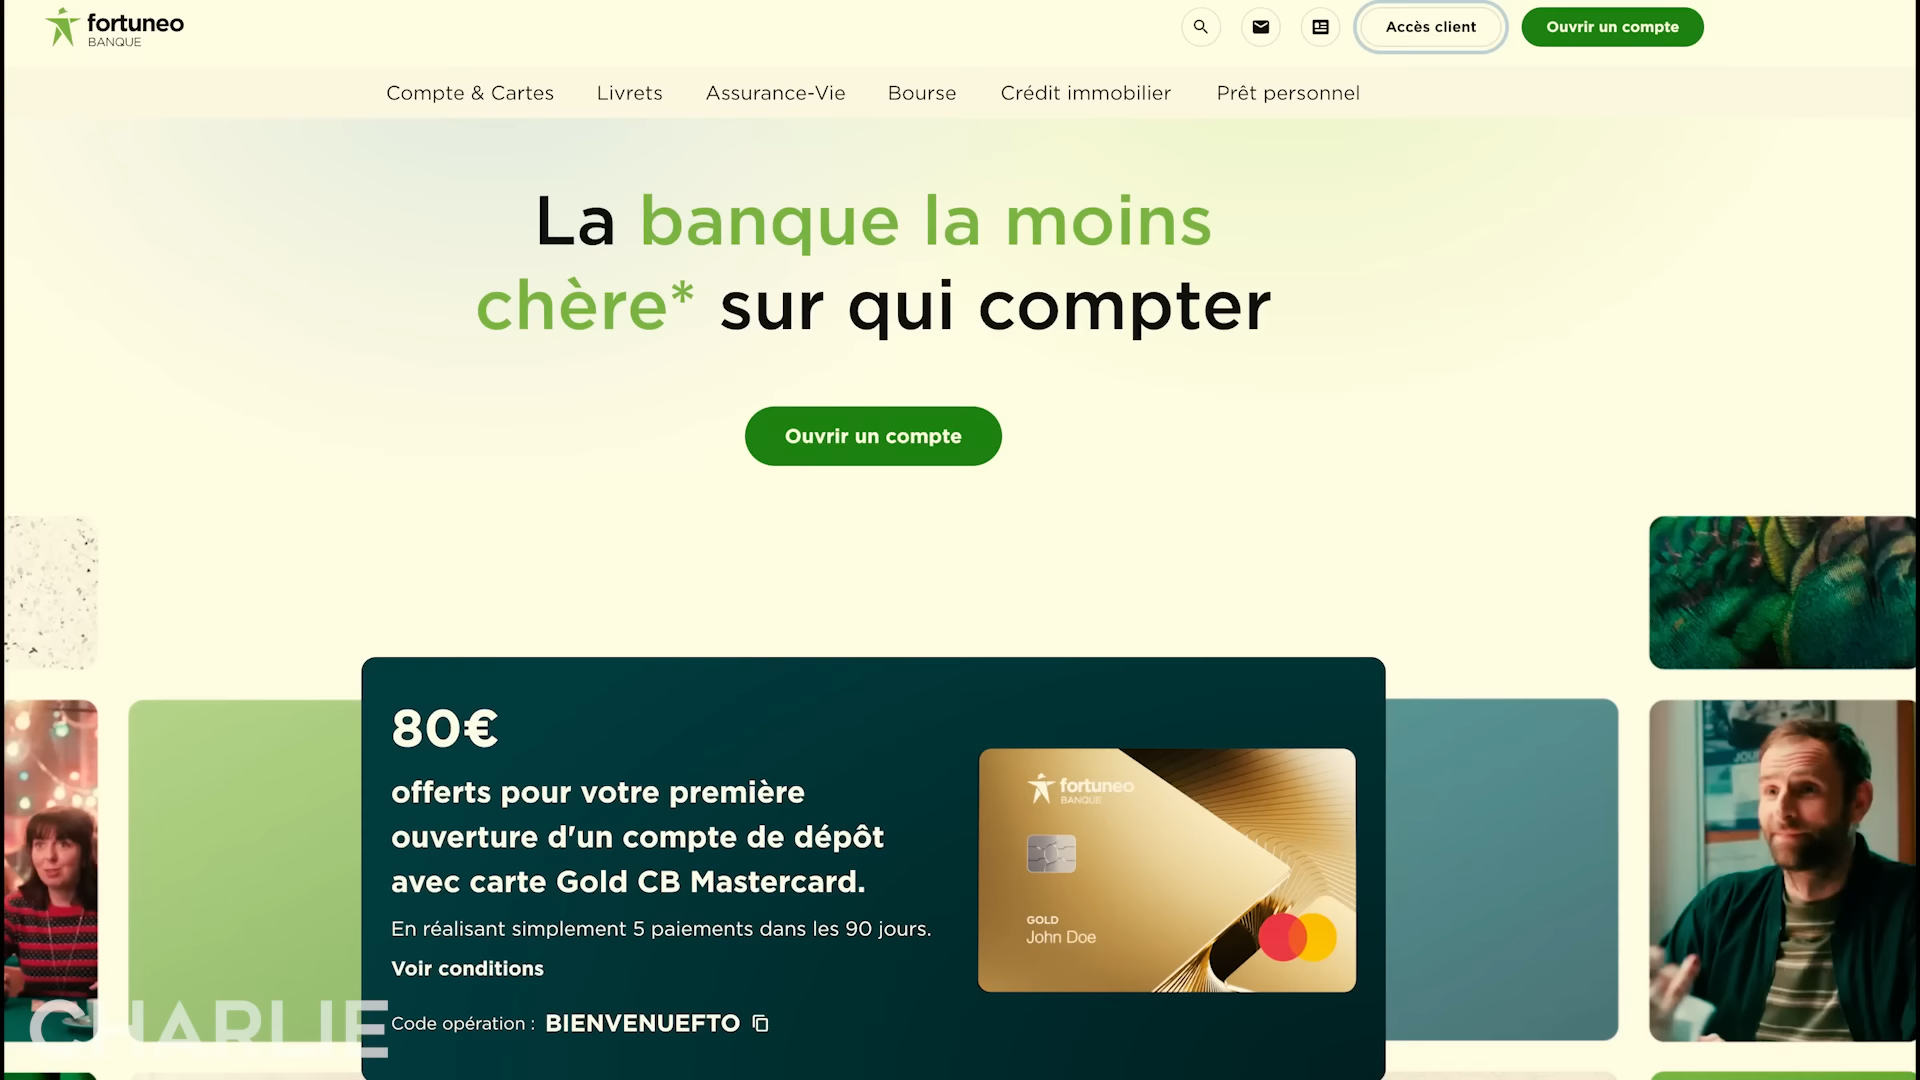 fortuneo
BANQUE
Accès client
Ouvrir un compte
Compte & Cartes
Livrets
Assurance-Vie
Bourse
Crédit immobilier
Prêt personnel
La banque la moins
chère* sur qui compter
Ouvrir un compte
80€
offerts pour votre première
ouverture d'un compte de dépôt
avec carte Gold CB Mastercard.
En réalisant simplement 5 paiements dans les 90 jours.
Voir conditions
Code opération : BIENVENUEFTO
fortuneo
BANQUE
GOLD
John Doe
CHARLIE